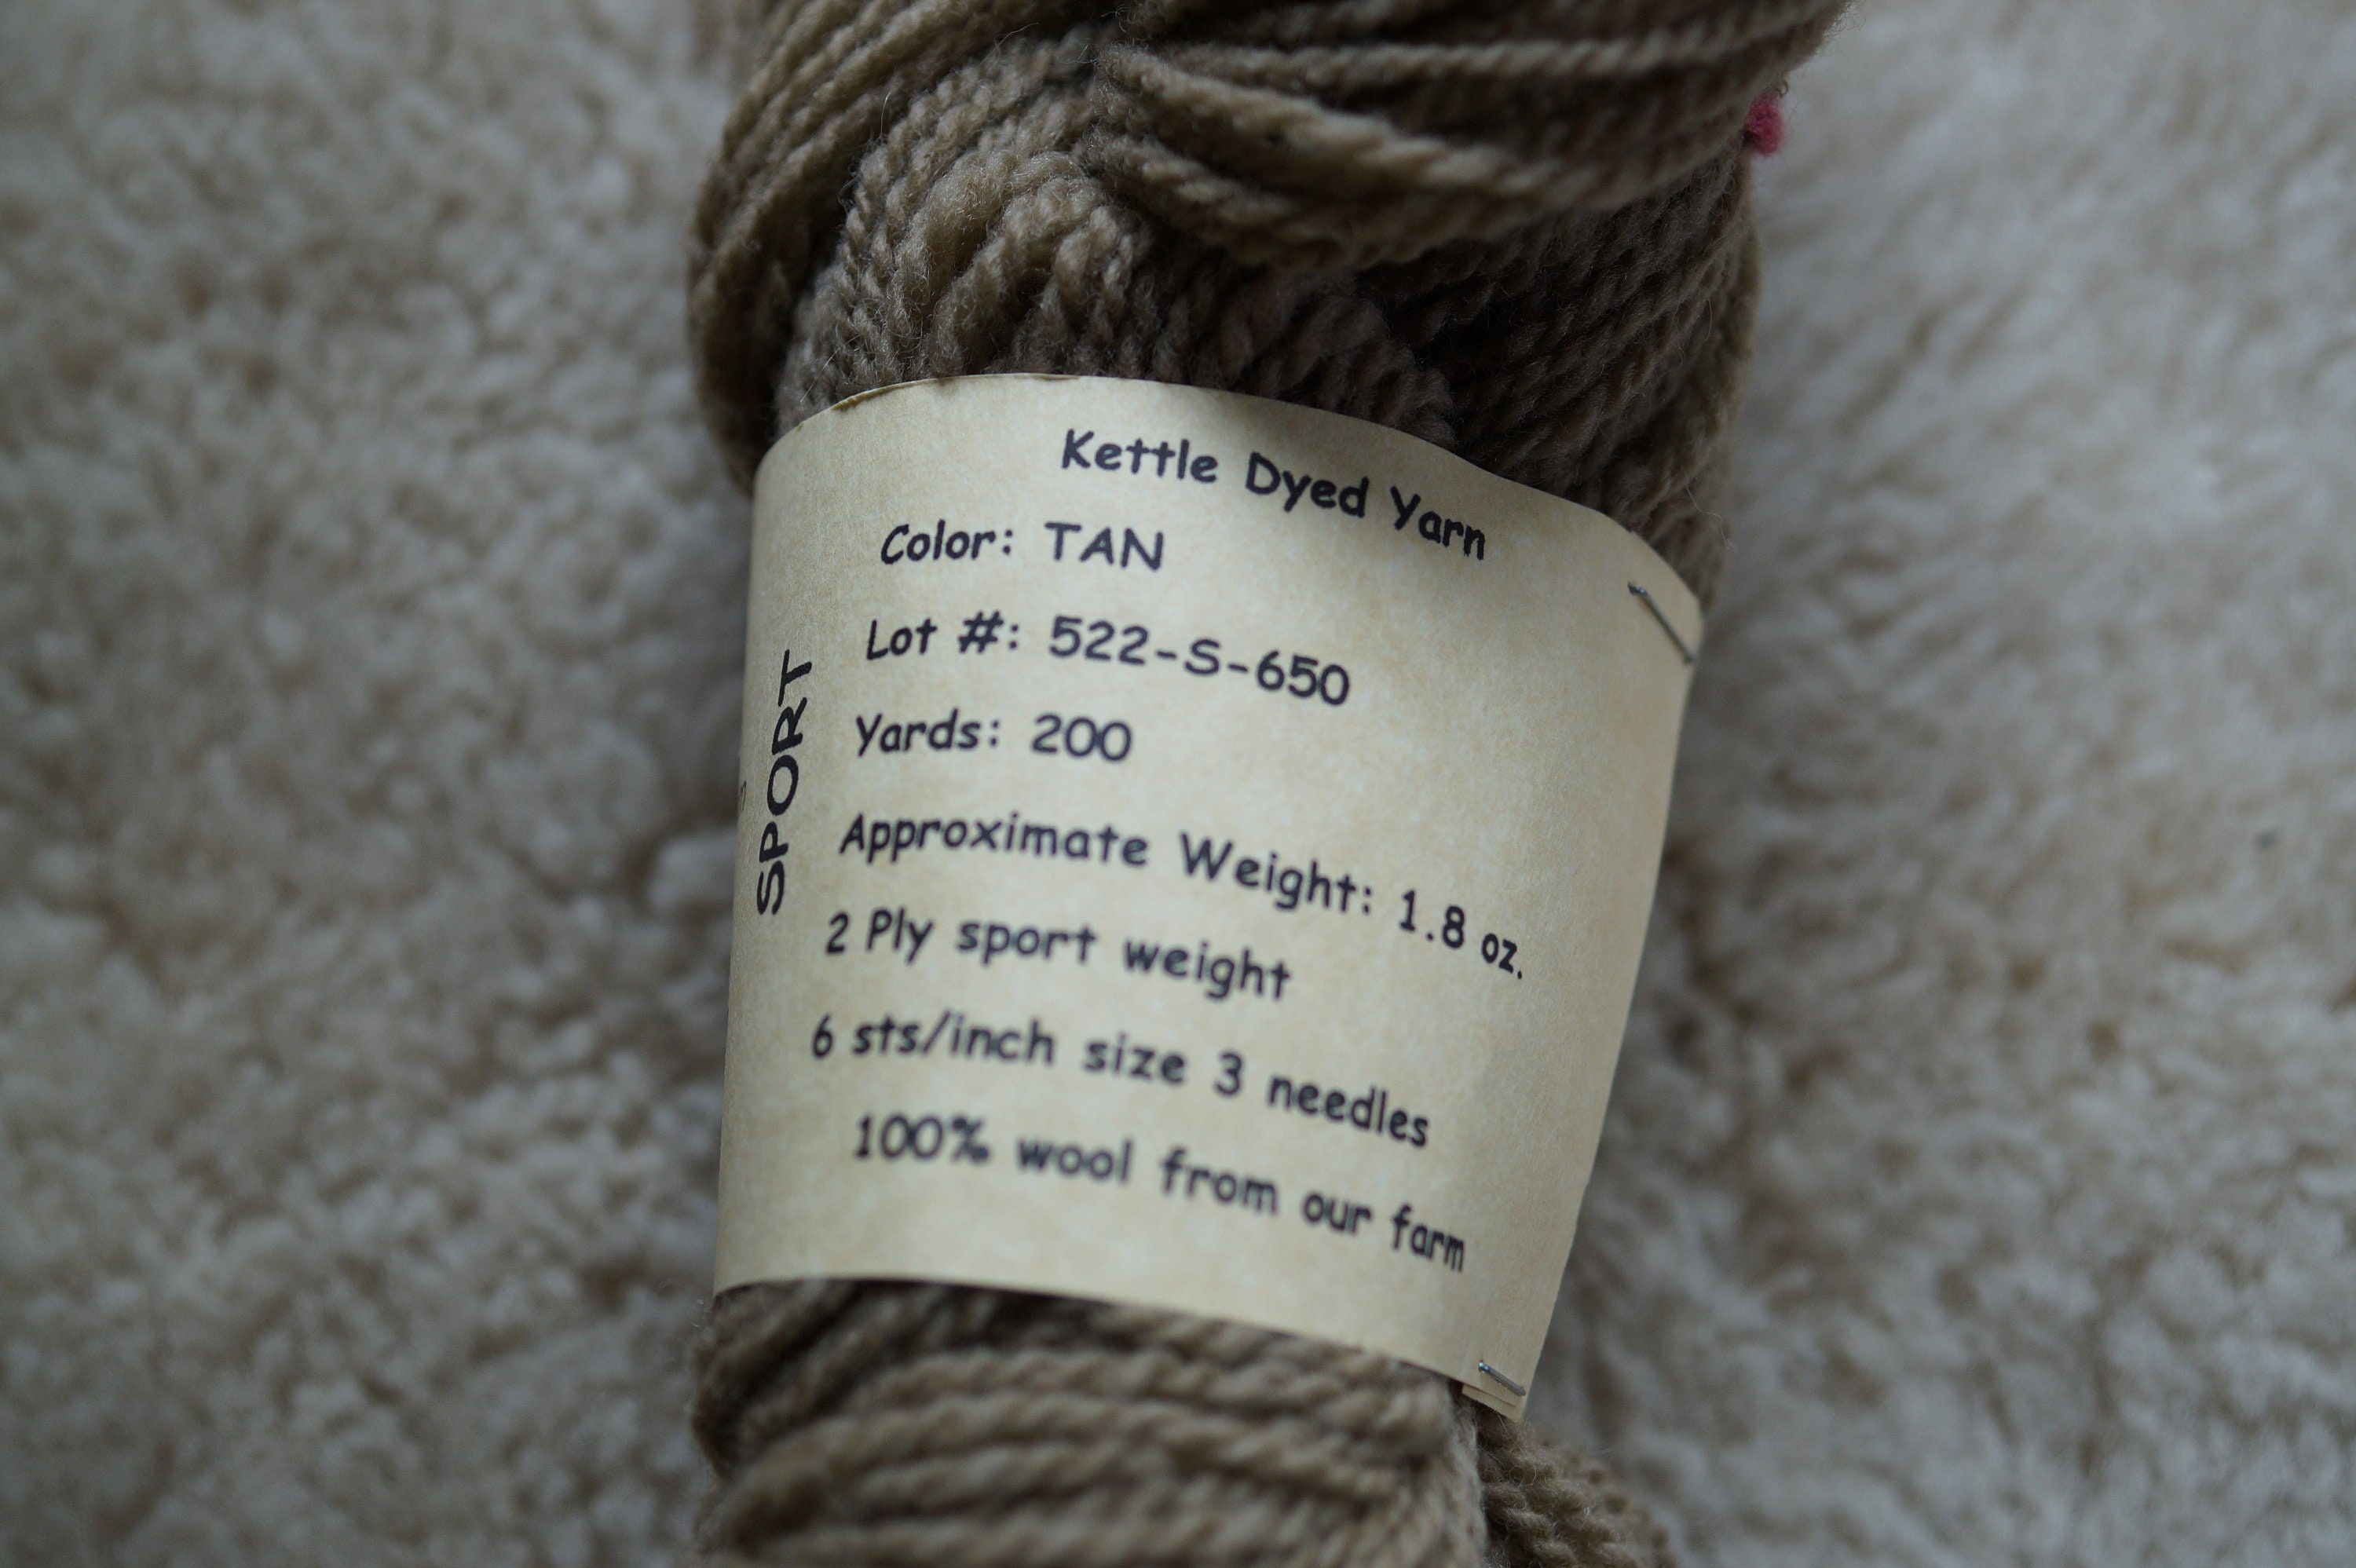 Kettle Dyed Yarn
Color: TAN
Lot #: 522-S-650
Yards: 200
Approximate Weight: 1.8 oz.
2 Ply sport weight
6 sts/inch size 3 needles
100% wool from our farm
SPORT